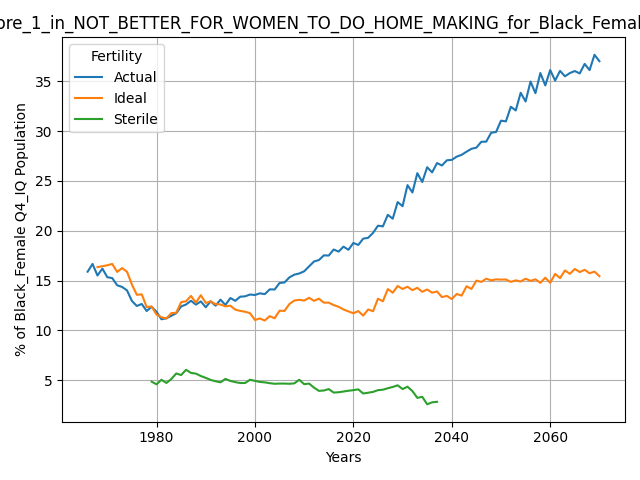 ore_1_in_NOT_BETTER_FOR_WOMEN_TO_DO_HOME_MAKING_for_Black_Femal
Fertility
Actual
Ideal
Sterile
% of Black_Female Q4_IQ Population
35
30
25
20
15
10
5
1980 2000 2020 2040 2060
Years